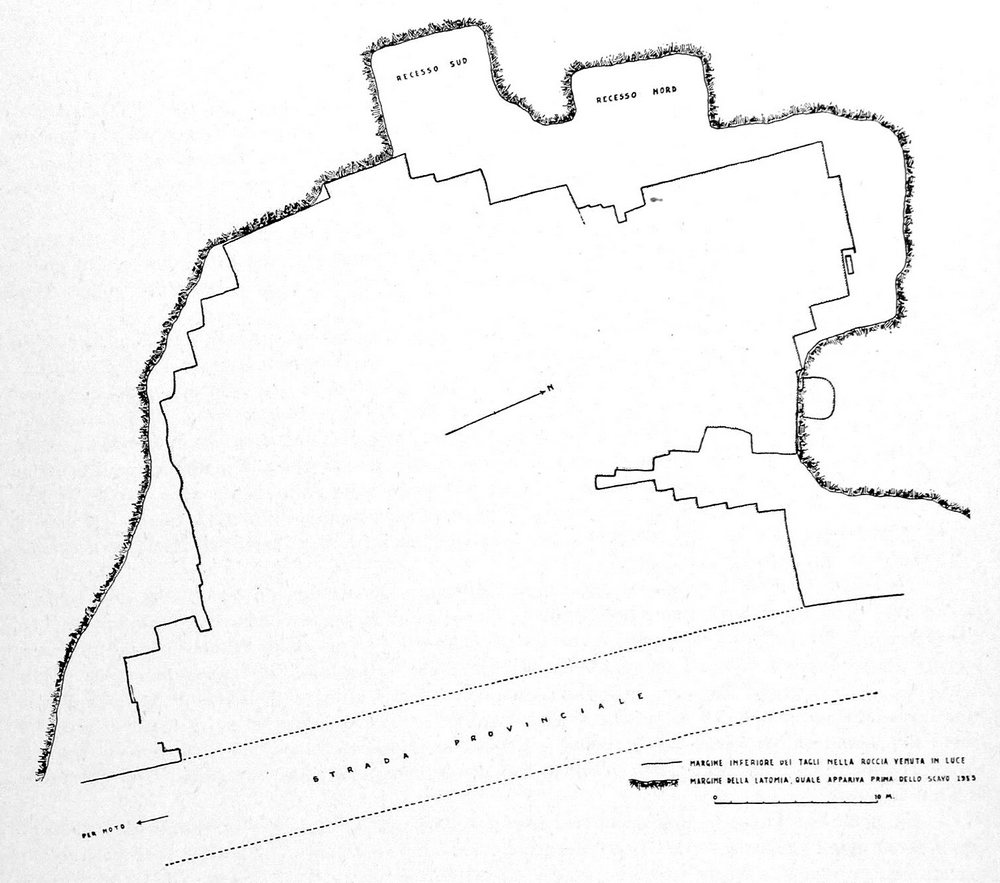 RECESSO SUD
RECESSO NORD
N
STRADA PROVINCIALE
MARGINE INFERIORE DEI TAGLI NELLA ROCCIA VENUTA IN LUCE
MARGINE DELLA LATOMIA, QUALE APPARIVA PRIMA DELLO SCAVO 1953
0 10 M.
PER NOTO